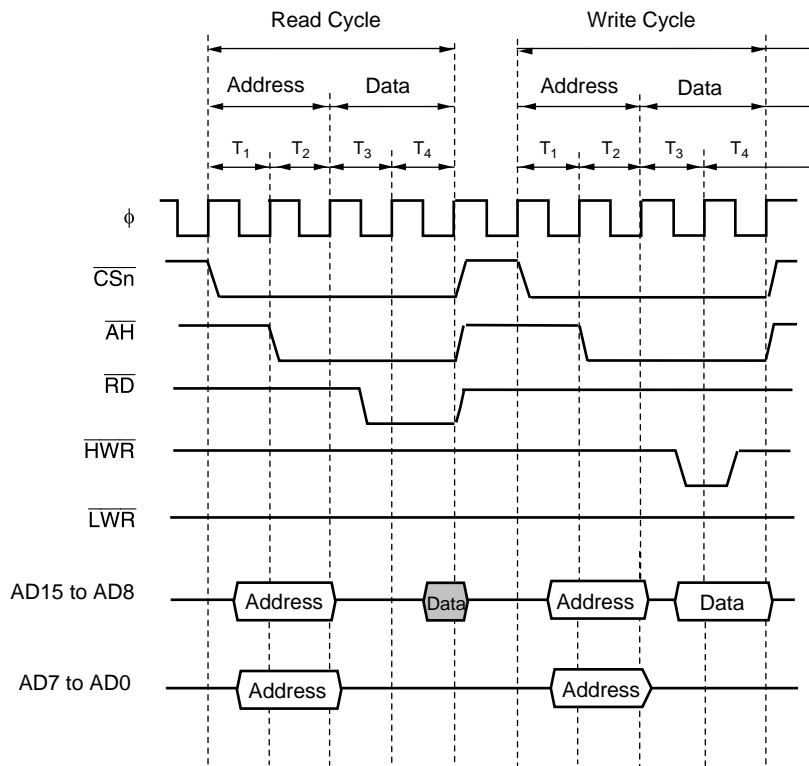 Read Cycle Write Cycle
Address Data Address Data
T1 T2 T3 T4 T1 T2 T3 T4
ϕ
CSn
AH
RD
HWR
LWR
AD15 to AD8 Address Data Address Data
AD7 to AD0 Address Address